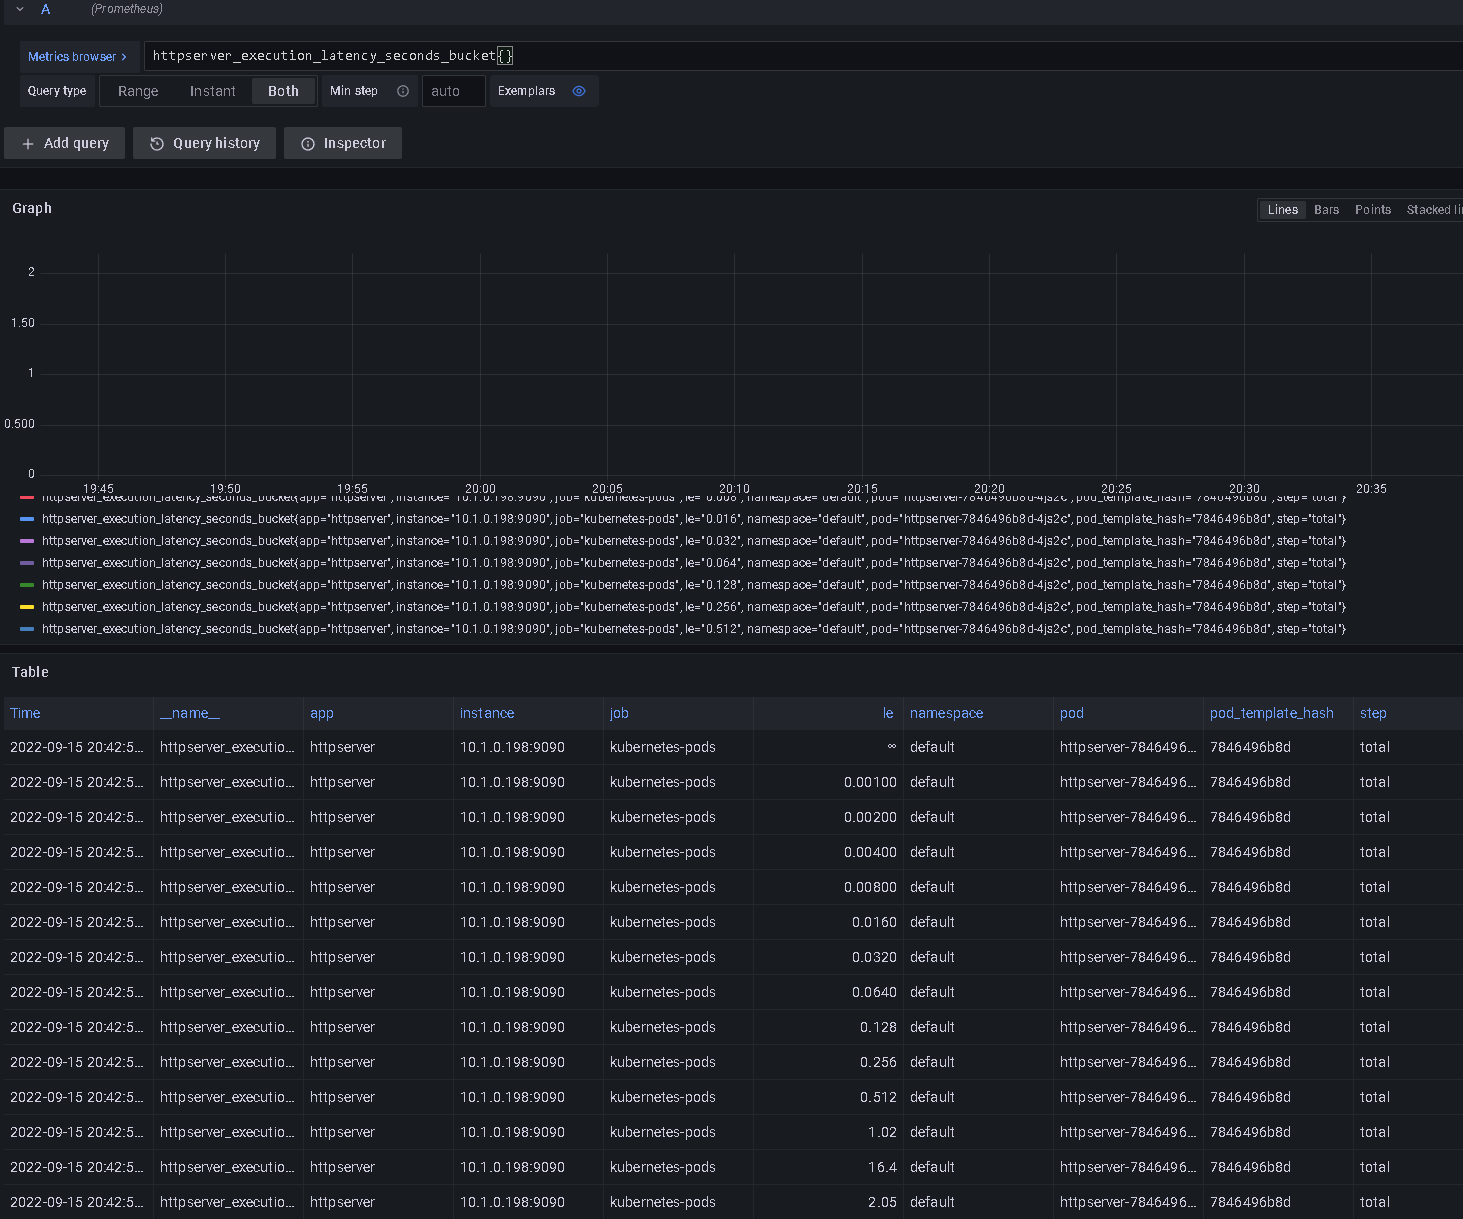 A (Prometheus)
Metrics browser > httpserver_execution_latency_seconds_bucket{}
Query type Range Instant Both Min step auto Exemplars
+ Add query Query history Inspector
Graph Lines Bars Points Stacked li
2
1.50
1
0.500
0
19:45 19:50 19:55 20:00 20:05 20:10 20:15 20:20 20:25 20:30 20:35
httpserver_execution_latency_seconds_bucket{app="httpserver", instance="10.1.0.198:9090", job="kubernetes-pods", le="0.008", namespace="default", pod="httpserver-7846496b8d-4js2c", pod_template_hash="7846496b8d", step="total"}
httpserver_execution_latency_seconds_bucket{app="httpserver", instance="10.1.0.198:9090", job="kubernetes-pods", le="0.016", namespace="default", pod="httpserver-7846496b8d-4js2c", pod_template_hash="7846496b8d", step="total"}
httpserver_execution_latency_seconds_bucket{app="httpserver", instance="10.1.0.198:9090", job="kubernetes-pods", le="0.032", namespace="default", pod="httpserver-7846496b8d-4js2c", pod_template_hash="7846496b8d", step="total"}
httpserver_execution_latency_seconds_bucket{app="httpserver", instance="10.1.0.198:9090", job="kubernetes-pods", le="0.064", namespace="default", pod="httpserver-7846496b8d-4js2c", pod_template_hash="7846496b8d", step="total"}
httpserver_execution_latency_seconds_bucket{app="httpserver", instance="10.1.0.198:9090", job="kubernetes-pods", le="0.128", namespace="default", pod="httpserver-7846496b8d-4js2c", pod_template_hash="7846496b8d", step="total"}
httpserver_execution_latency_seconds_bucket{app="httpserver", instance="10.1.0.198:9090", job="kubernetes-pods", le="0.256", namespace="default", pod="httpserver-7846496b8d-4js2c", pod_template_hash="7846496b8d", step="total"}
httpserver_execution_latency_seconds_bucket{app="httpserver", instance="10.1.0.198:9090", job="kubernetes-pods", le="0.512", namespace="default", pod="httpserver-7846496b8d-4js2c", pod_template_hash="7846496b8d", step="total"}
Table
Time __name__ app instance job le namespace pod pod_template_hash step
2022-09-15 20:42:5... httpserver_executio... httpserver 10.1.0.198:9090 kubernetes-pods ∞ default httpserver-7846496... 7846496b8d total
2022-09-15 20:42:5... httpserver_executio... httpserver 10.1.0.198:9090 kubernetes-pods 0.00100 default httpserver-7846496... 7846496b8d total
2022-09-15 20:42:5... httpserver_executio... httpserver 10.1.0.198:9090 kubernetes-pods 0.00200 default httpserver-7846496... 7846496b8d total
2022-09-15 20:42:5... httpserver_executio... httpserver 10.1.0.198:9090 kubernetes-pods 0.00400 default httpserver-7846496... 7846496b8d total
2022-09-15 20:42:5... httpserver_executio... httpserver 10.1.0.198:9090 kubernetes-pods 0.00800 default httpserver-7846496... 7846496b8d total
2022-09-15 20:42:5... httpserver_executio... httpserver 10.1.0.198:9090 kubernetes-pods 0.0160 default httpserver-7846496... 7846496b8d total
2022-09-15 20:42:5... httpserver_executio... httpserver 10.1.0.198:9090 kubernetes-pods 0.0320 default httpserver-7846496... 7846496b8d total
2022-09-15 20:42:5... httpserver_executio... httpserver 10.1.0.198:9090 kubernetes-pods 0.0640 default httpserver-7846496... 7846496b8d total
2022-09-15 20:42:5... httpserver_executio... httpserver 10.1.0.198:9090 kubernetes-pods 0.128 default httpserver-7846496... 7846496b8d total
2022-09-15 20:42:5... httpserver_executio... httpserver 10.1.0.198:9090 kubernetes-pods 0.256 default httpserver-7846496... 7846496b8d total
2022-09-15 20:42:5... httpserver_executio... httpserver 10.1.0.198:9090 kubernetes-pods 0.512 default httpserver-7846496... 7846496b8d total
2022-09-15 20:42:5... httpserver_executio... httpserver 10.1.0.198:9090 kubernetes-pods 1.02 default httpserver-7846496... 7846496b8d total
2022-09-15 20:42:5... httpserver_executio... httpserver 10.1.0.198:9090 kubernetes-pods 16.4 default httpserver-7846496... 7846496b8d total
2022-09-15 20:42:5... httpserver_executio... httpserver 10.1.0.198:9090 kubernetes-pods 2.05 default httpserver-7846496... 7846496b8d total